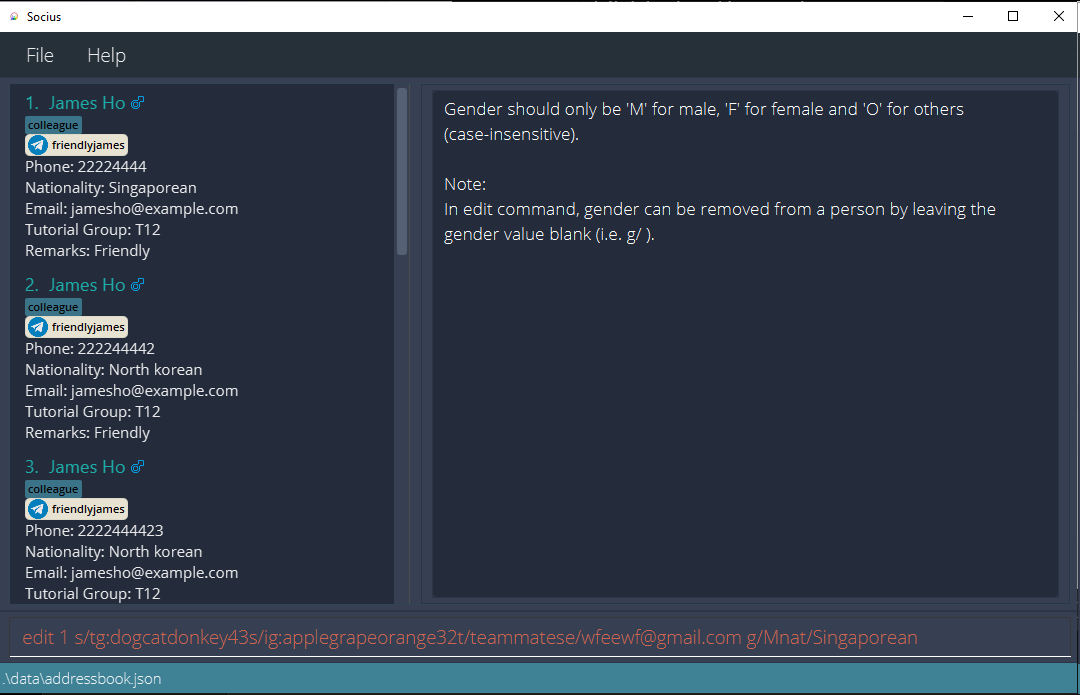 Socius
File Help
1. James Ho
colleague
friendlyjames
Phone: 22224444
Nationality: Singaporean
Email: jamesho@example.com
Tutorial Group: T12
Remarks: Friendly
2. James Ho
colleague
friendlyjames
Phone: 222244442
Nationality: North korean
Email: jamesho@example.com
Tutorial Group: T12
Remarks: Friendly
3. James Ho
colleague
friendlyjames
Phone: 2222444423
Nationality: North korean
Email: jamesho@example.com
Tutorial Group: T12
Gender should only be 'M' for male, 'F' for female and 'O' for others
(case-insensitive).
Note:
In edit command, gender can be removed from a person by leaving the
gender value blank (i.e. g/ ).
edit 1 s/tg:dogcatdonkey43s/ig:applegrapeorange32t/teammatese/wfeewf@gmail.com g/Mnat/Singaporean
.\data\addressbook.json